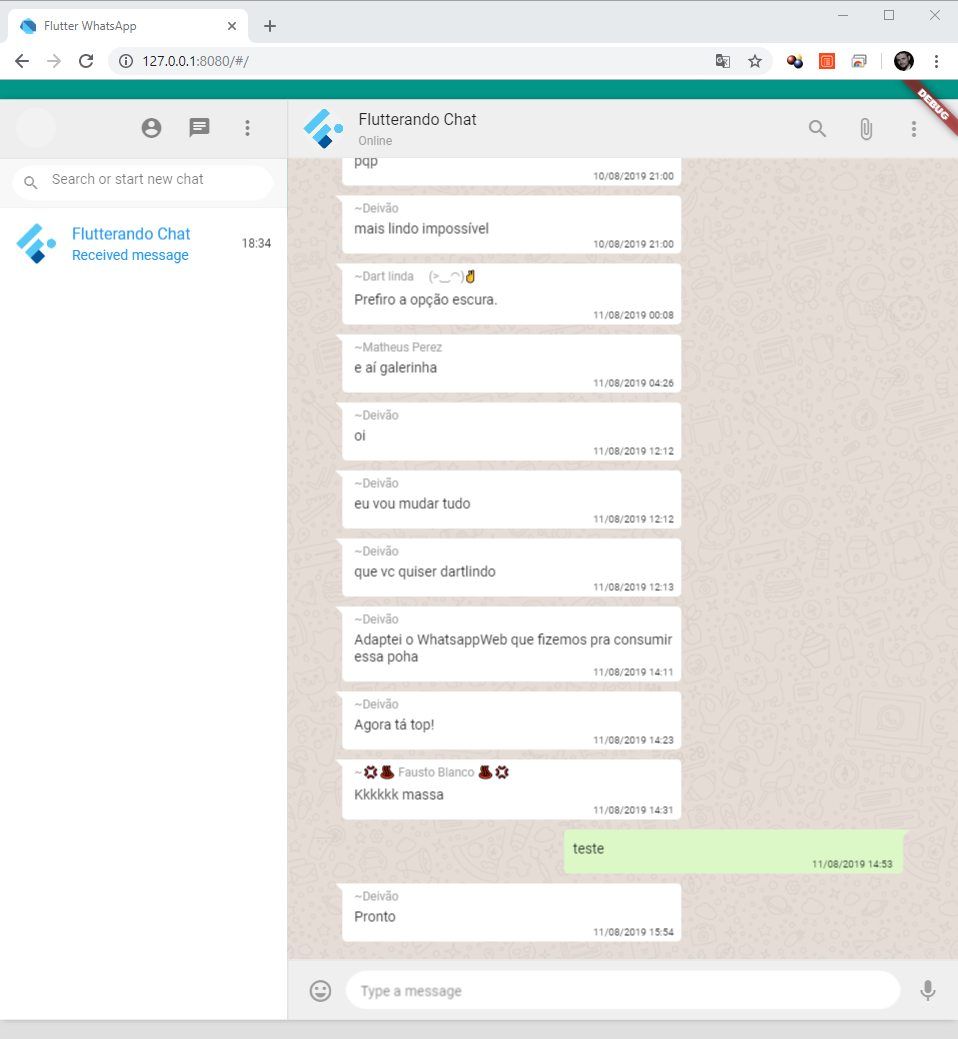 Flutter WhatsApp
127.0.0.1:8080/#/
DEBUG
Flutterando Chat
Online
Search or start new chat
Flutterando Chat
18:34
Received message
pqp
10/08/2019 21:00
~Deivão
mais lindo impossível
10/08/2019 21:00
~Dart linda (>‿◠)✌
Prefiro a opção escura.
11/08/2019 00:08
~Matheus Perez
e aí galerinha
11/08/2019 04:26
~Deivão
oi
11/08/2019 12:12
~Deivão
eu vou mudar tudo
11/08/2019 12:12
~Deivão
que vc quiser dartlindo
11/08/2019 12:13
~Deivão
Adaptei o WhatsappWeb que fizemos pra consumir
essa poha
11/08/2019 14:11
~Deivão
Agora tá top!
11/08/2019 14:23
~💢🌋 Fausto Blanco 🌋💢
Kkkkkk massa
11/08/2019 14:31
teste
11/08/2019 14:53
~Deivão
Pronto
11/08/2019 15:54
Type a message